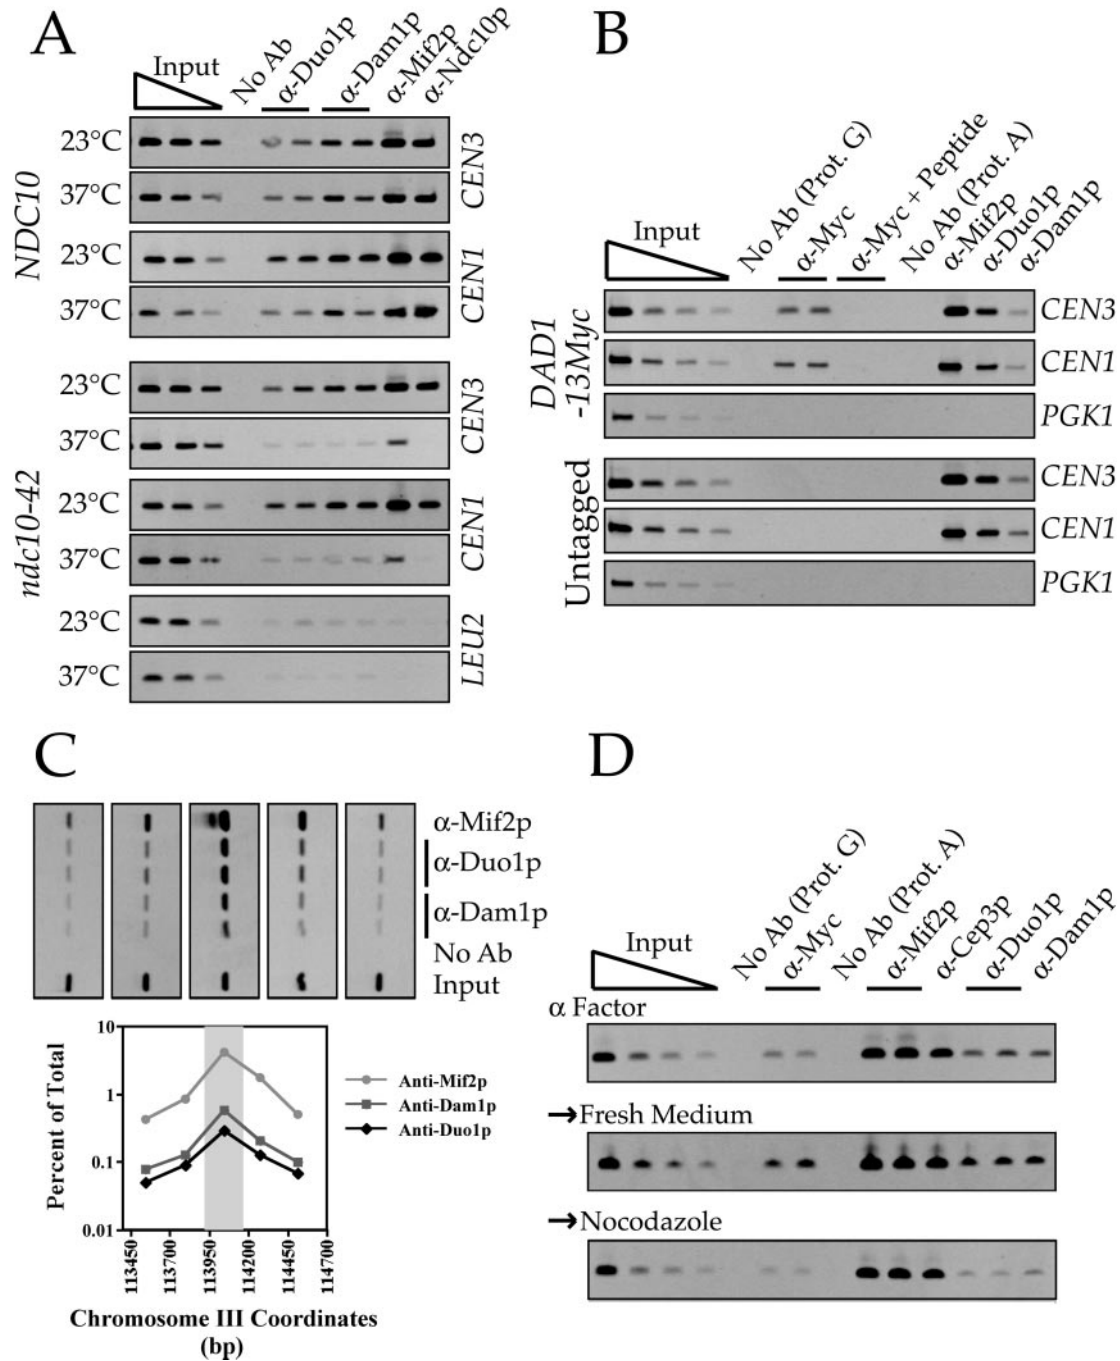 A
Input
No Ab
α-Duo1p
α-Dam1p
α-Mif2p
α-Ndc10p
NDC10
23°C
CEN3
37°C
23°C
CEN1
37°C
ndc10-42
23°C
CEN3
37°C
23°C
CEN1
37°C
23°C
LEU2
37°C
B
Input
No Ab (Prot. G)
α-Myc
α-Myc + Peptide
No Ab (Prot. A)
α-Mif2p
α-Duo1p
α-Dam1p
DAD1
-13Myc
CEN3
CEN1
PGK1
Untagged
CEN3
CEN1
PGK1
C
α-Mif2p
α-Duo1p
α-Dam1p
No Ab
Input
Percent of Total
10
1
0.1
0.01
113450
113700
113950
114200
114450
114700
Chromosome III Coordinates
(bp)
Anti-Mif2p
Anti-Dam1p
Anti-Duo1p
D
Input
No Ab (Prot. G)
α-Myc
No Ab (Prot. A)
α-Mif2p
α-Cep3p
α-Duo1p
α-Dam1p
α Factor
→Fresh Medium
→Nocodazole